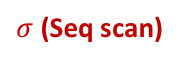 σ (Seq scan)